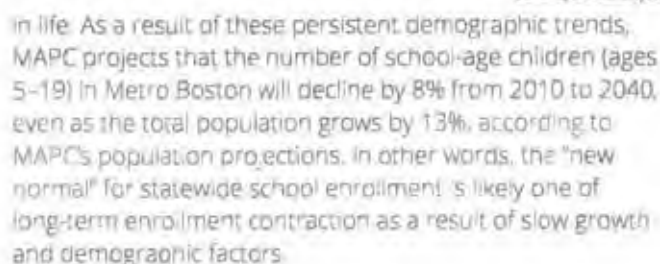 in life. As a result of these persistent demographic trends,
MAPC projects that the number of school-age children (ages
5–19) in Metro Boston will decline by 8% from 2010 to 2040,
even as the total population grows by 13%, according to
MAPC's population projections. In other words, the "new
normal" for statewide school enrollment is likely one of
long-term enrollment contraction as a result of slow growth
and demographic factors.